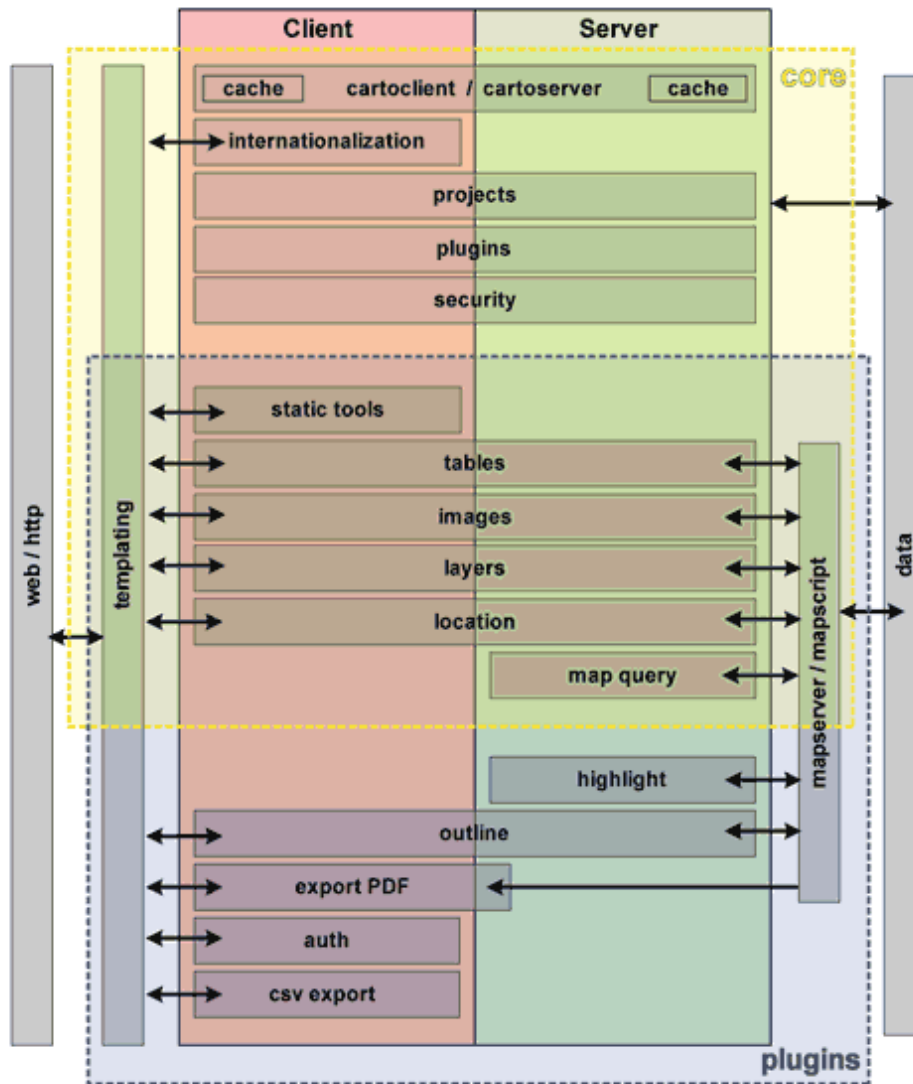 Client
Server
core
cache
cartoclient / cartoserver
cache
internationalization
projects
plugins
security
static tools
tables
images
layers
location
map query
highlight
outline
export PDF
auth
csv export
web / http
templating
mapserver / mapscript
data
plugins